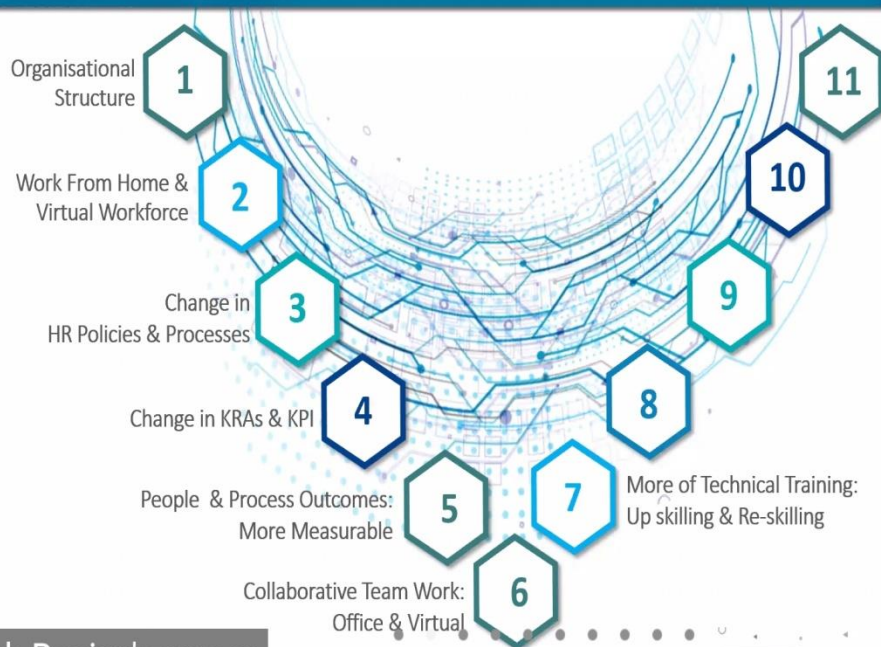 1
Organisational
Structure
2
Work From Home &
Virtual Workforce
3
Change in
HR Policies & Processes
4
Change in KRAs & KPI
5
People & Process Outcomes:
More Measurable
6
Collaborative Team Work:
Office & Virtual
7
More of Technical Training:
Up skilling & Re-skilling
8
9
10
11